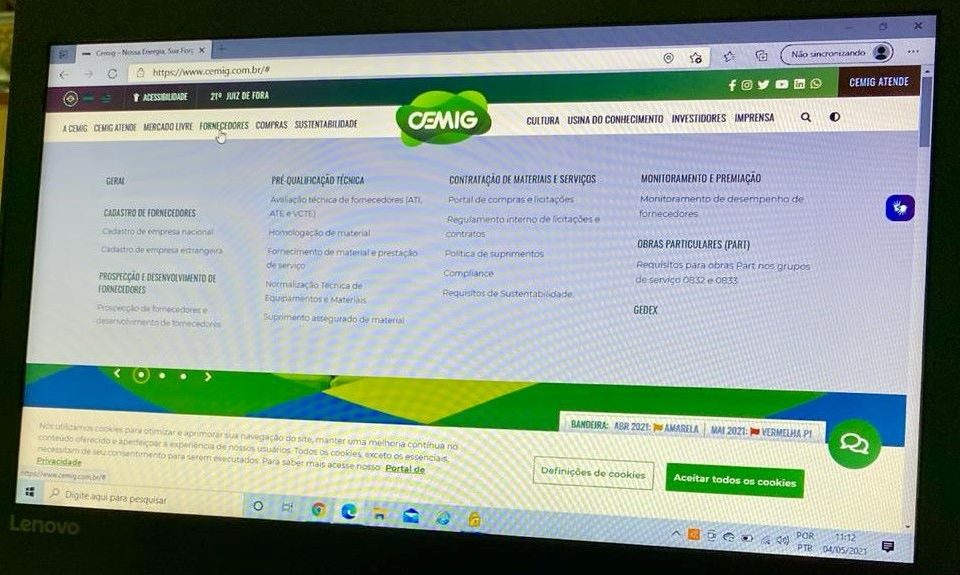 Cemig – Nossa Energia, Sua Forç
https://www.cemig.com.br/#
Não sincronizando
ACESSIBILIDADE
21º JUIZ DE FORA
CEMIG ATENDE
A CEMIG CEMIG ATENDE MERCADO LIVRE FORNECEDORES COMPRAS SUSTENTABILIDADE
CEMIG
CULTURA USINA DO CONHECIMENTO INVESTIDORES IMPRENSA
GERAL
CADASTRO DE FORNECEDORES
Cadastro de empresa nacional
Cadastro de empresa estrangeira
PROSPECÇÃO E DESENVOLVIMENTO DE
FORNECEDORES
Prospecção de fornecedores e
desenvolvimento de fornecedores
PRÉ-QUALIFICAÇÃO TÉCNICA
Avaliação técnica de fornecedores (ATI,
ATE e VCTE)
Homologação de material
Fornecimento de material e prestação
de serviço
Normalização Técnica de
Equipamentos e Materiais
Suprimento assegurado de material
CONTRATAÇÃO DE MATERIAIS E SERVIÇOS
Portal de compras e licitações
Regulamento interno de licitações e
contratos
Política de suprimentos
Compliance
Requisitos de Sustentabilidade.
MONITORAMENTO E PREMIAÇÃO
Monitoramento de desempenho de
fornecedores
OBRAS PARTICULARES (PART)
Requisitos para obras Part nos grupos
de serviço 0832 e 0833
GEDEX
BANDEIRA: ABR 2021: AMARELA MAI 2021: VERMELHA P1
Nós utilizamos cookies para otimizar e aprimorar sua navegação do site, manter uma melhoria contínua no
conteúdo oferecido e aperfeiçoar a experiência de nossos usuários. Todos os cookies, exceto os essenciais,
necessitam de seu consentimento para serem executados. Para saber mais acesse nosso Portal de
Privacidade
Definições de cookies
Aceitar todos os cookies
https://www.cemig.com.br/#
Digite aqui para pesquisar
POR
PTB
11:12
04/05/2021
Lenovo